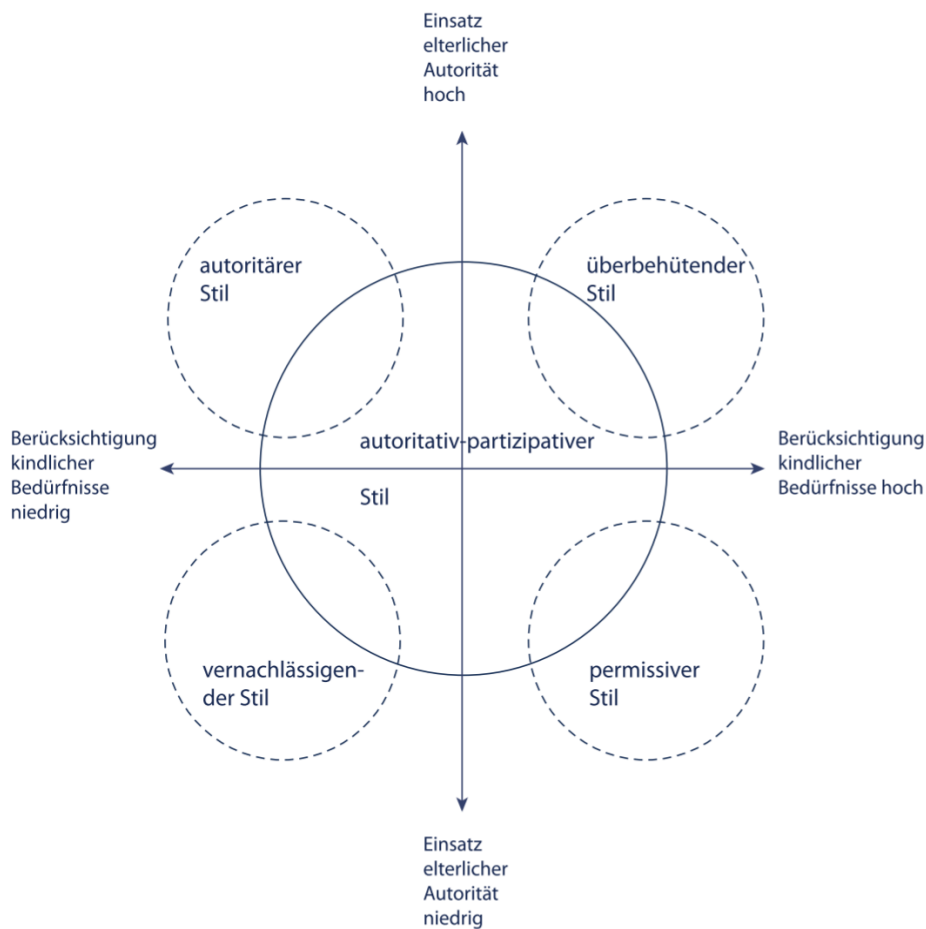 Einsatz
elterlicher
Autorität
hoch
autoritärer
Stil
überbehütender
Stil
Berücksichtigung
kindlicher
Bedürfnisse
niedrig
autoritativ-partizipativer
Stil
Berücksichtigung
kindlicher
Bedürfnisse hoch
vernachlässigen-
der Stil
permissiver
Stil
Einsatz
elterlicher
Autorität
niedrig